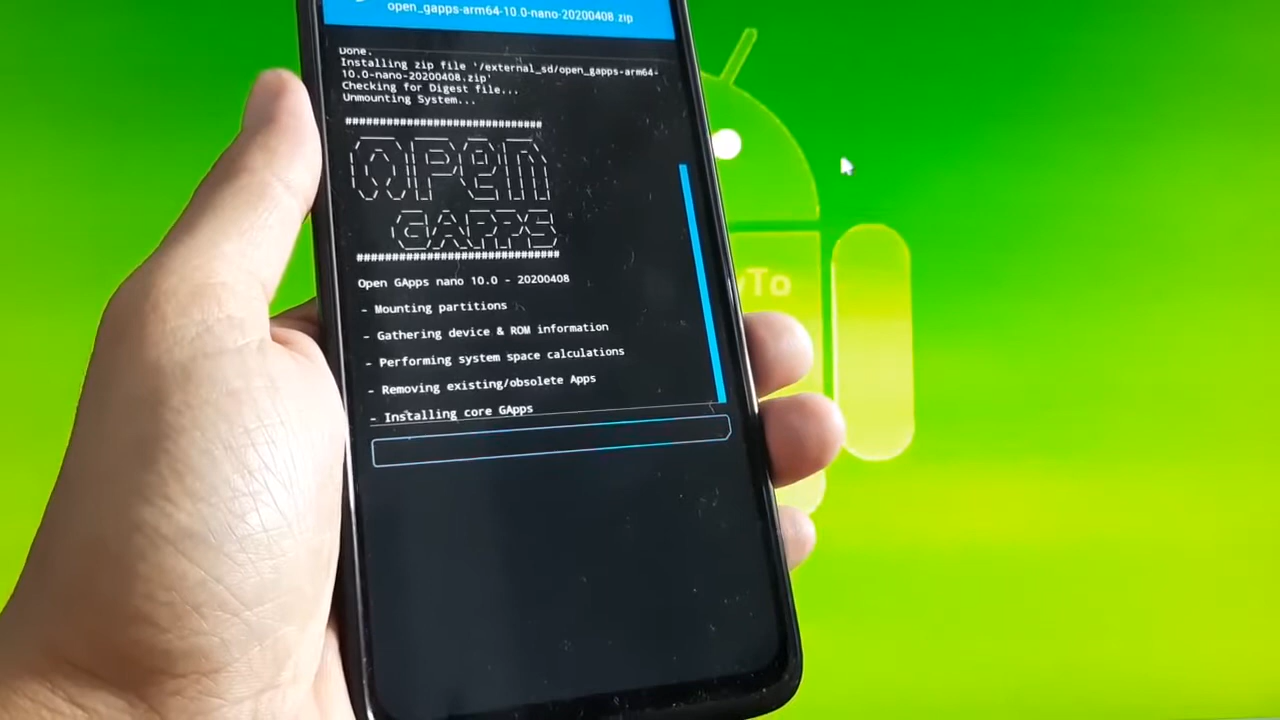 open_gapps-arm64-10.0-nano-20200408.zip
Done.
Installing zip file '/external_sd/open_gapps-arm64-
10.0-nano-20200408.zip'
Checking for Digest file...
Unmounting System...
##############################
Open
GAPPS
##############################
Open GApps nano 10.0 - 20200408
- Mounting partitions
- Gathering device & ROM information
- Performing system space calculations
- Removing existing/obsolete Apps
- Installing core GApps